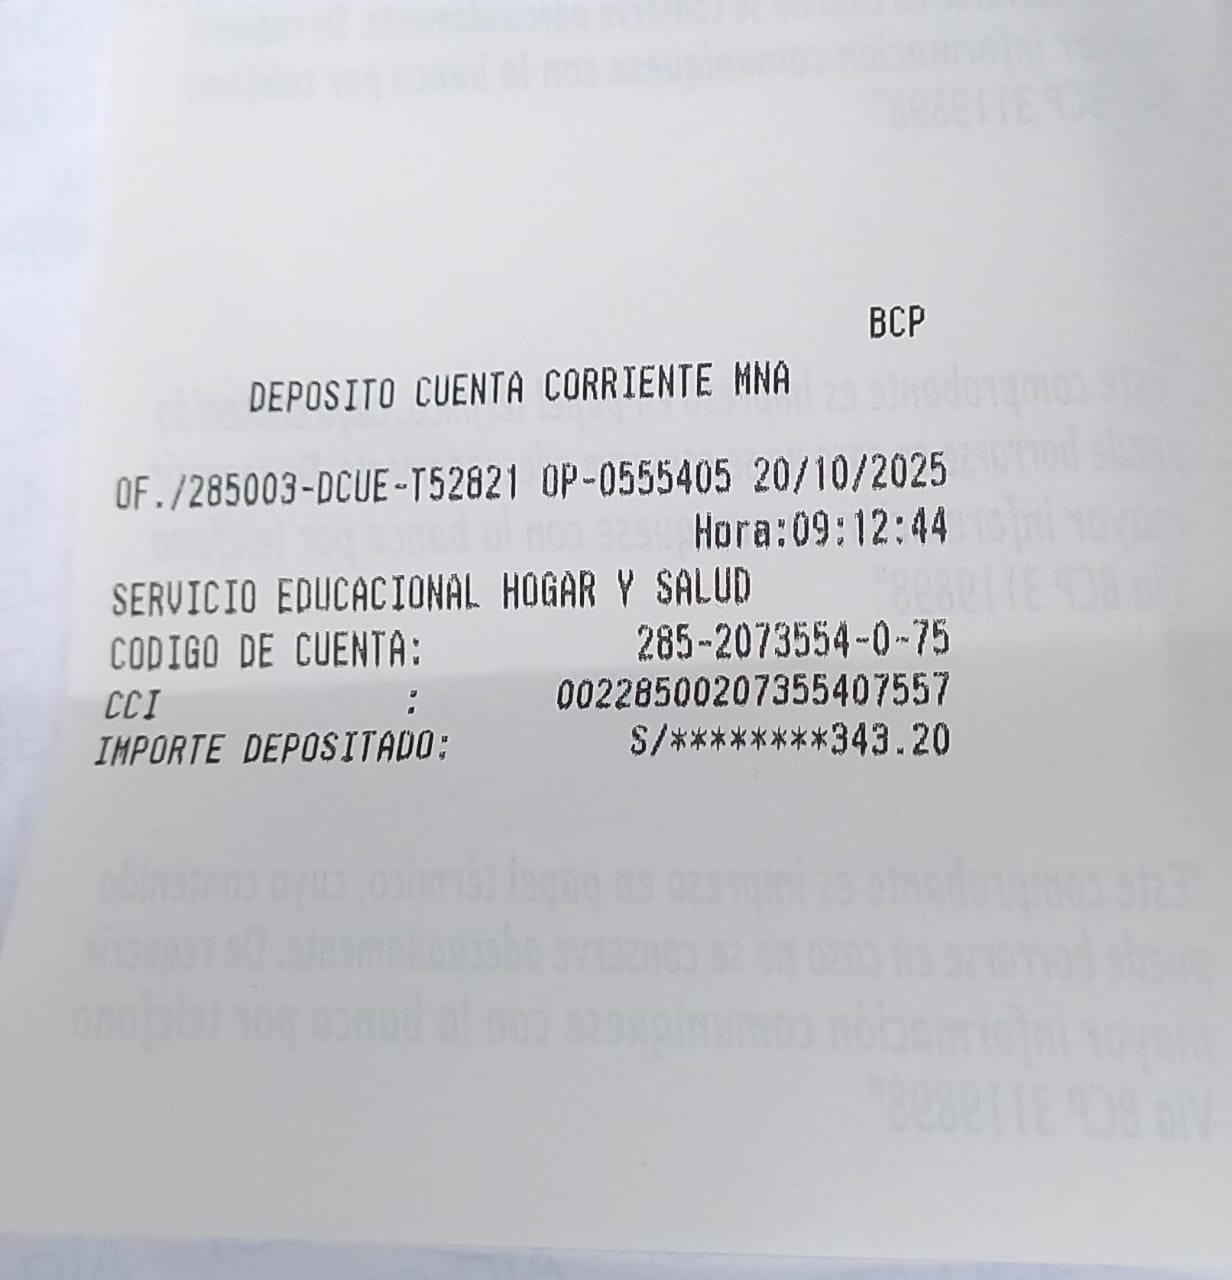 BCP
DEPOSITO CUENTA CORRIENTE MNA
OF./285003-DCUE-T52821 OP-0555405 20/10/2025
Hora:09:12:44
SERVICIO EDUCACIONAL HOGAR Y SALUD
CODIGO DE CUENTA: 285-2073554-0-75
CCI : 00228500207355407557
IMPORTE DEPOSITADO: S/********343.20
"Este comprobante es impreso en papel térmico, cuyo contenido
puede borrarse en caso no se conserve adecuadamente. De requerir
mayor información comuníquese con la banca por teléfono
Vía BCP 3119898"